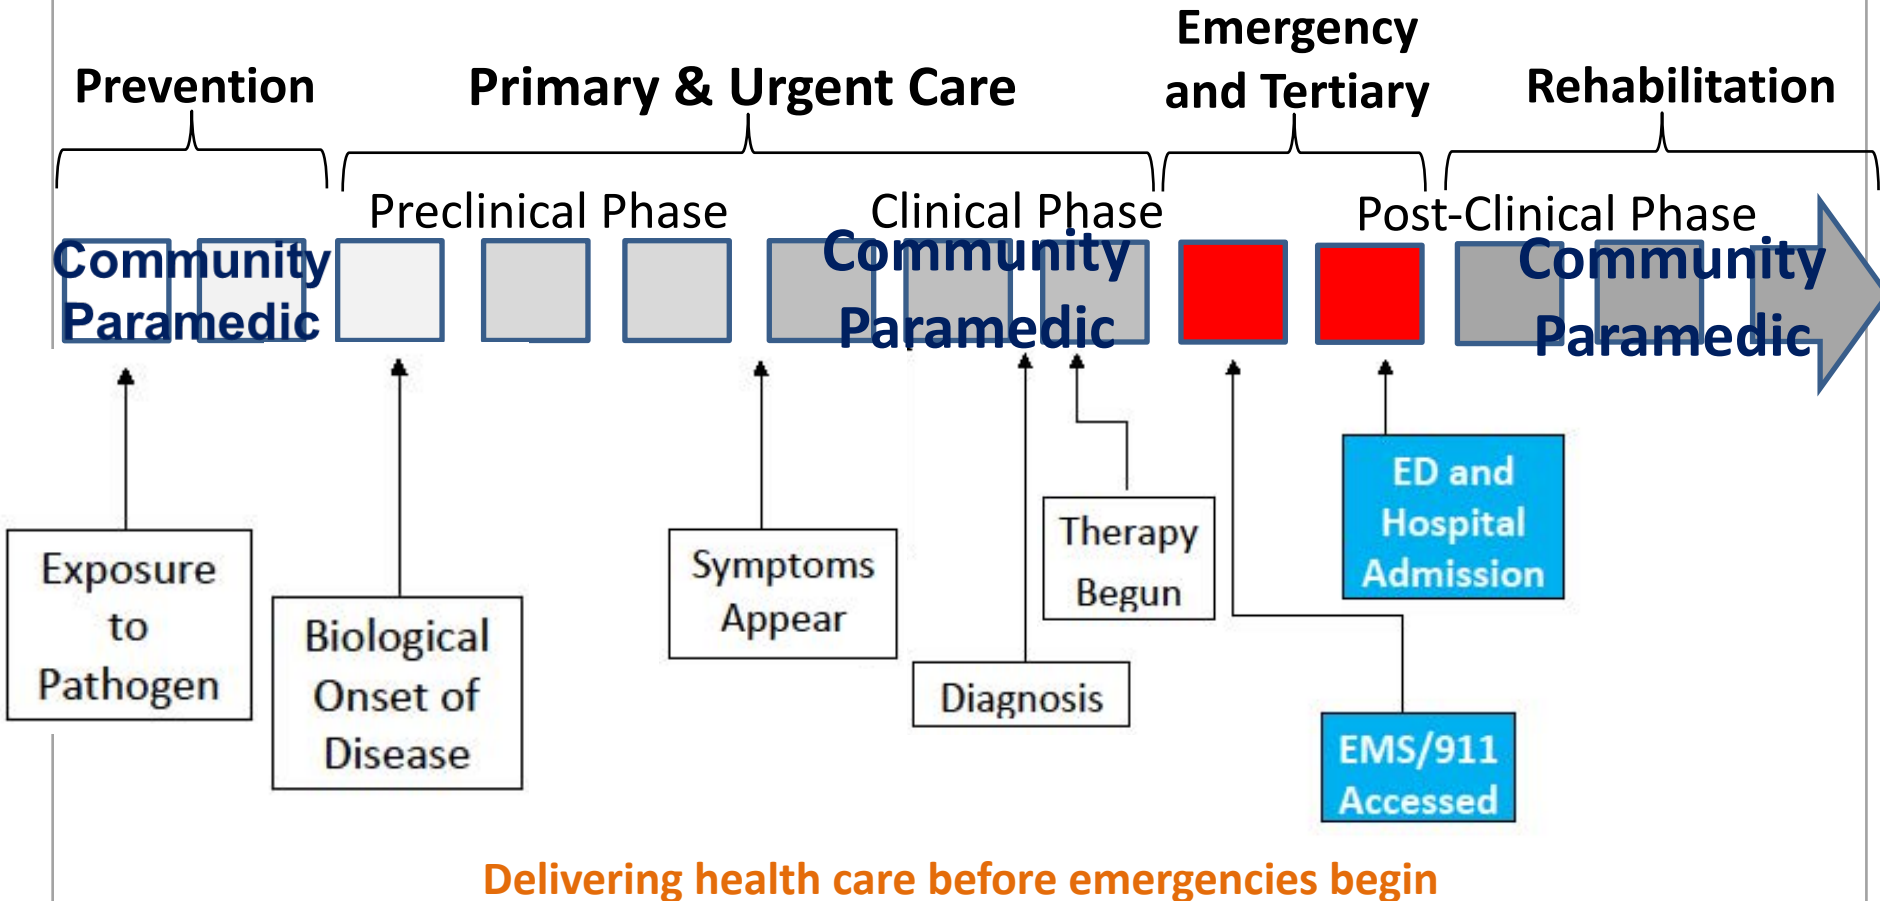 Prevention
Primary & Urgent Care
Emergency
and Tertiary
Rehabilitation
Preclinical Phase
Clinical Phase
Post-Clinical Phase
Community
Paramedic
Community
Paramedic
Community
Paramedic
Exposure
to
Pathogen
Biological
Onset of
Disease
Symptoms
Appear
Diagnosis
Therapy
Begun
ED and
Hospital
Admission
EMS/911
Accessed
Delivering health care before emergencies begin